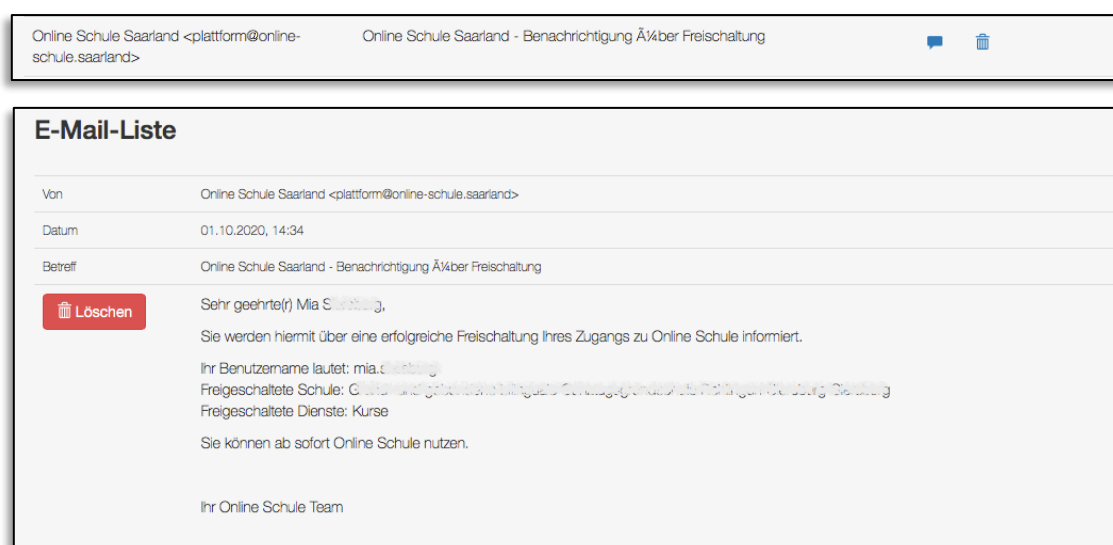 Online Schule Saarland <plattform@online-
schule.saarland>
Online Schule Saarland - Benachrichtigung Ã¼ber Freischaltung
E-Mail-Liste
Von Online Schule Saarland <plattform@online-schule.saarland>
Datum 01.10.2020, 14:34
Betreff Online Schule Saarland - Benachrichtigung Ã¼ber Freischaltung
Löschen
Sehr geehrte(r) Mia
Sie werden hiermit über eine erfolgreiche Freischaltung Ihres Zugangs zu Online Schule informiert.
Ihr Benutzername lautet: mia.
Freigeschaltete Schule:
Freigeschaltete Dienste: Kurse
Sie können ab sofort Online Schule nutzen.
Ihr Online Schule Team